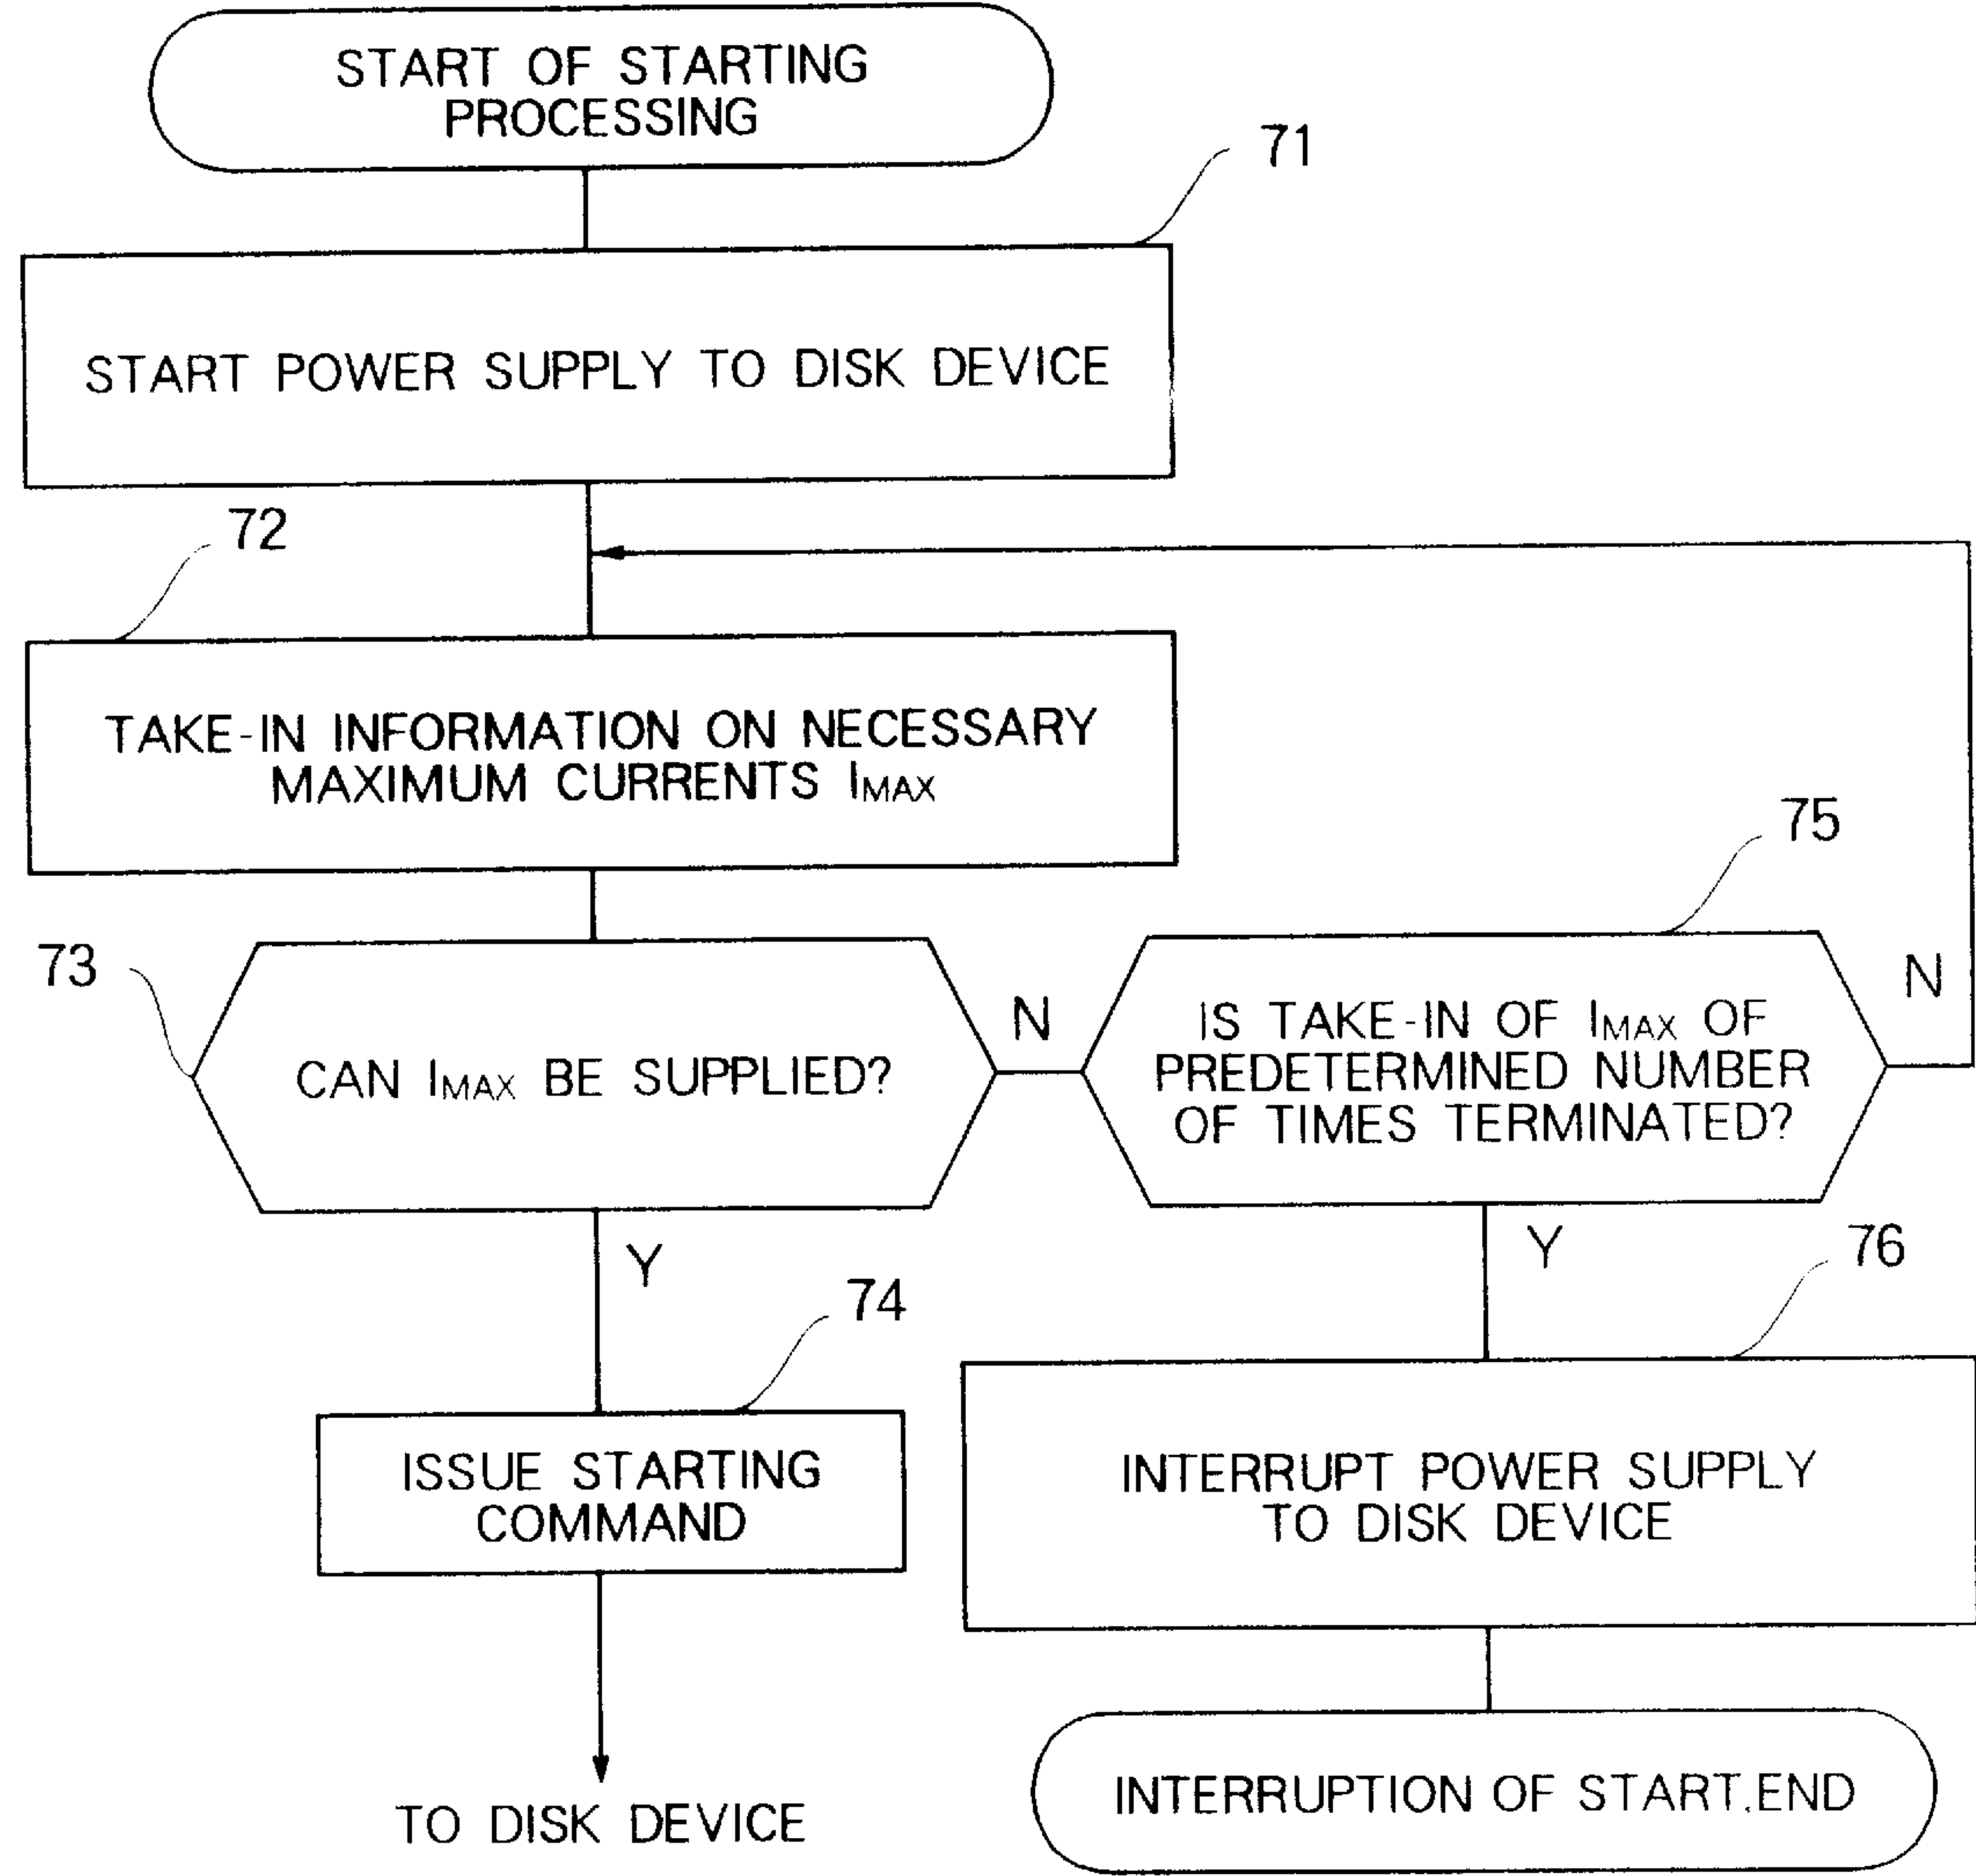 START OF STARTING
PROCESSING
71
START POWER SUPPLY TO DISK DEVICE
72
TAKE-IN INFORMATION ON NECESSARY
MAXIMUM CURRENTS IMAX
75
73
CAN IMAX BE SUPPLIED?
N
IS TAKE-IN OF IMAX OF
PREDETERMINED NUMBER
OF TIMES TERMINATED?
N
Y
74
Y
76
ISSUE STARTING
COMMAND
INTERRUPT POWER SUPPLY
TO DISK DEVICE
TO DISK DEVICE
INTERRUPTION OF START.END